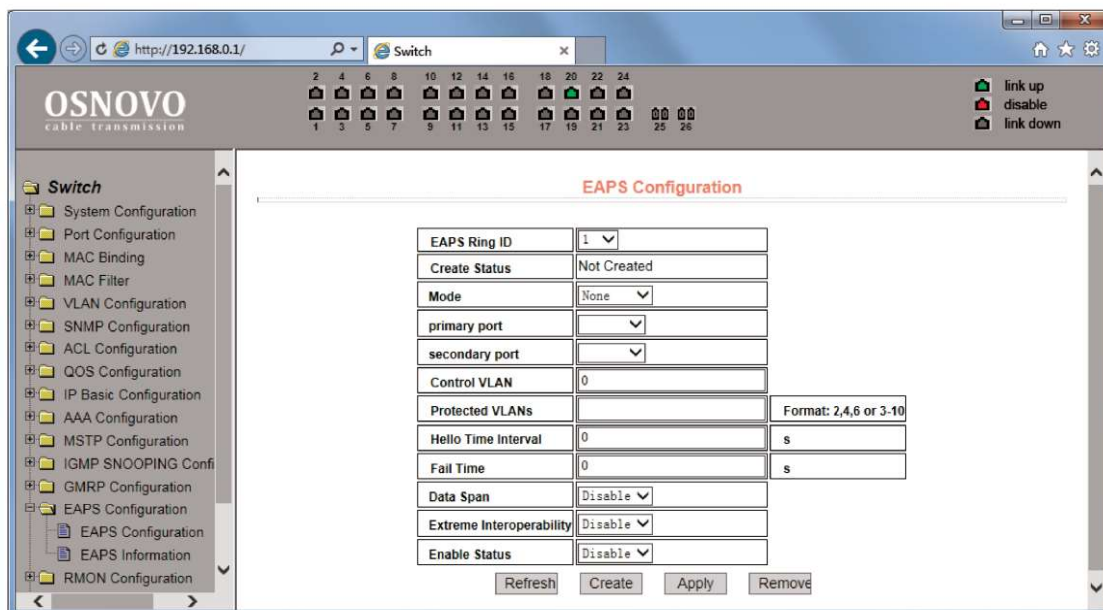 http://192.168.0.1/
Switch
2 4 6 8 10 12 14 16 18 20 22 24
1 3 5 7 9 11 13 15 17 19 21 23 25 26
OSNOVO
cable transmission
link up
disable
link down
Switch
System Configuration
Port Configuration
MAC Binding
MAC Filter
VLAN Configuration
SNMP Configuration
ACL Configuration
QOS Configuration
IP Basic Configuration
AAA Configuration
MSTP Configuration
IGMP SNOOPING Confi
GMRP Configuration
EAPS Configuration
EAPS Configuration
EAPS Information
RMON Configuration
EAPS Configuration
EAPS Ring ID 1
Create Status Not Created
Mode None
primary port
secondary port
Control VLAN 0
Protected VLANs Format: 2,4,6 or 3-10
Hello Time Interval 0 s
Fail Time 0 s
Data Span Disable
Extreme Interoperability Disable
Enable Status Disable
Refresh Create Apply Remove